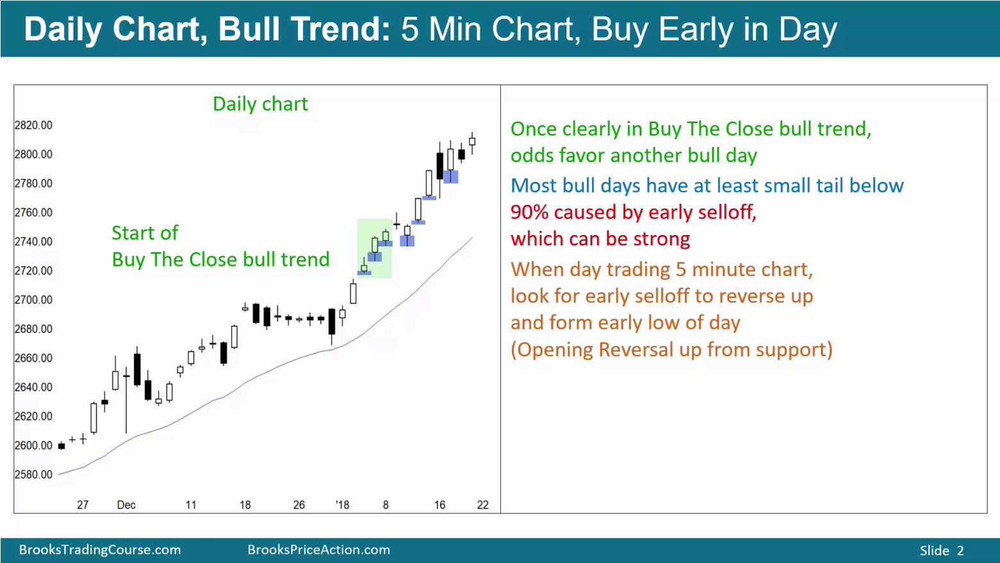 Daily Chart, Bull Trend: 5 Min Chart, Buy Early in Day
Daily chart
2820.00
2800.00
2780.00
2760.00
2740.00
2720.00
2700.00
2680.00
2660.00
2640.00
2620.00
2600.00
2580.00
Start of
Buy The Close bull trend
27 Dec 11 18 26 '18 8 16 22
Once clearly in Buy The Close bull trend,
odds favor another bull day
Most bull days have at least small tail below
90% caused by early selloff,
which can be strong
When day trading 5 minute chart,
look for early selloff to reverse up
and form early low of day
(Opening Reversal up from support)
BrooksTradingCourse.com BrooksPriceAction.com Slide 2